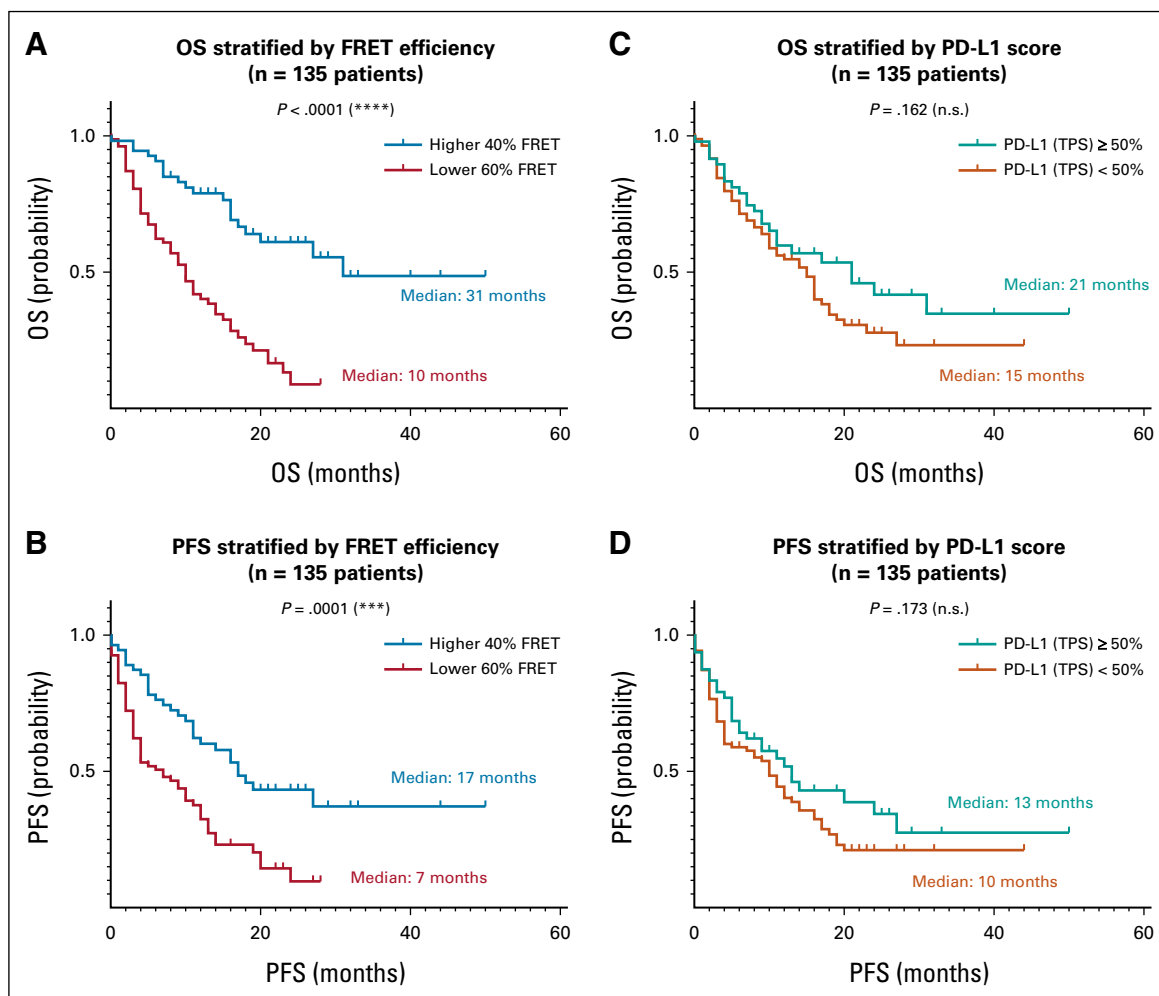 A
OS stratified by FRET efficiency
(n = 135 patients)
P < .0001 (****)
Higher 40% FRET
Lower 60% FRET
1.0
0.5
OS (probability)
Median: 31 months
Median: 10 months
0 20 40 60
OS (months)
C
OS stratified by PD-L1 score
(n = 135 patients)
P = .162 (n.s.)
PD-L1 (TPS) ≥ 50%
PD-L1 (TPS) < 50%
1.0
0.5
OS (probability)
Median: 21 months
Median: 15 months
0 20 40 60
OS (months)
B
PFS stratified by FRET efficiency
(n = 135 patients)
P = .0001 (***)
Higher 40% FRET
Lower 60% FRET
1.0
0.5
PFS (probability)
Median: 17 months
Median: 7 months
0 20 40 60
PFS (months)
D
PFS stratified by PD-L1 score
(n = 135 patients)
P = .173 (n.s.)
PD-L1 (TPS) ≥ 50%
PD-L1 (TPS) < 50%
1.0
0.5
PFS (probability)
Median: 13 months
Median: 10 months
0 20 40 60
PFS (months)